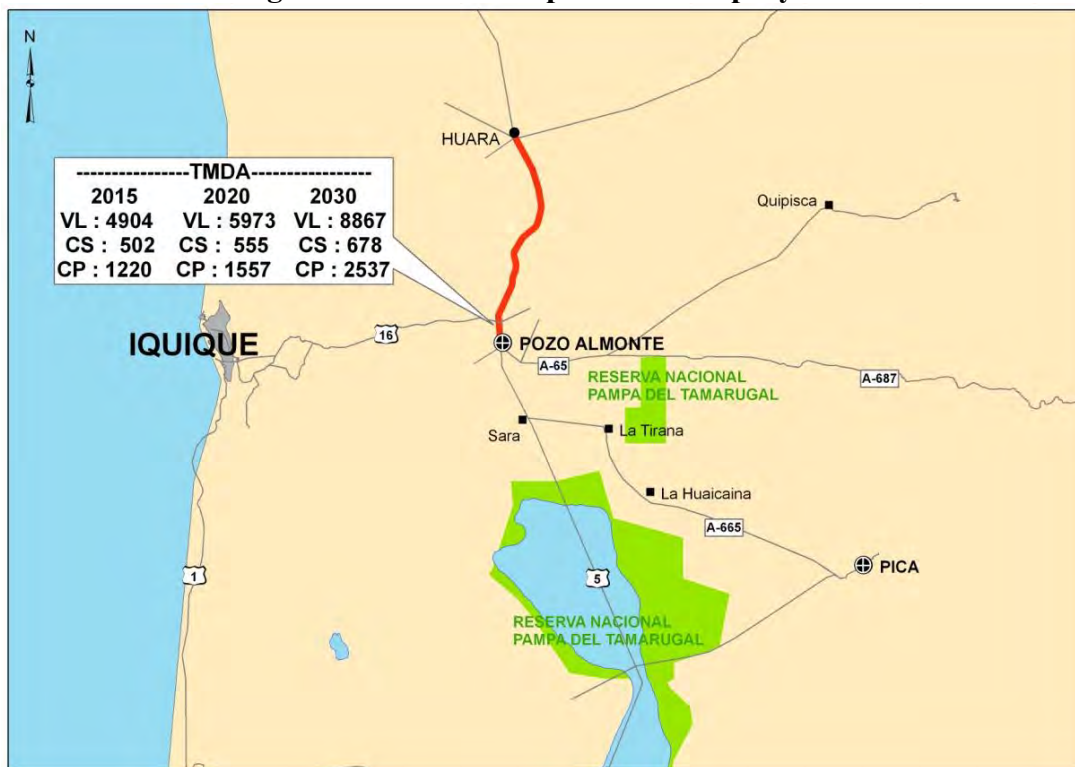 N
HUARA
----------------TMDA-----------------
2015 2020 2030
VL : 4904 VL : 5973 VL : 8867
CS : 502 CS : 555 CS : 678
CP : 1220 CP : 1557 CP : 2537
Quipisca
IQUIQUE
16
POZO ALMONTE
A-65
A-687
RESERVA NACIONAL
PAMPA DEL TAMARUGAL
Sara
La Tirana
La Huaicaina
A-665
1
5
PICA
RESERVA NACIONAL
PAMPA DEL TAMARUGAL